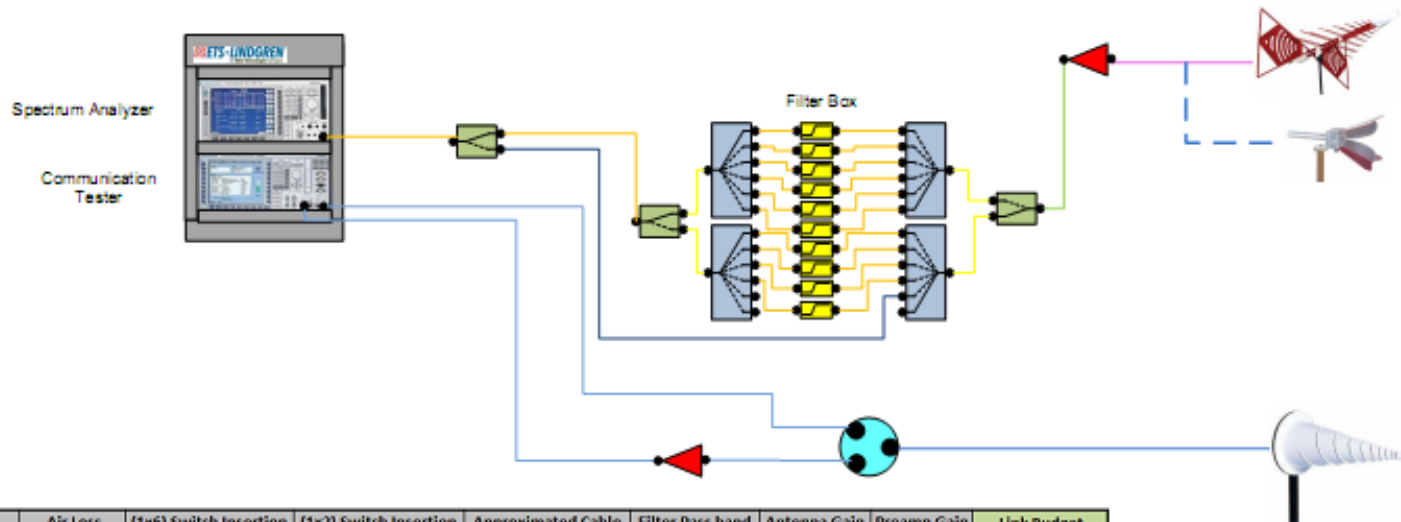 ETS·LINDGREN
Spectrum Analyzer
Filter Box
Communication
Tester
Air Loss (1x6) Switch Insertion (1x2) Switch Insertion Approximated Cable Filter Pass band Antenna Gain Preamp Gain Link Budget